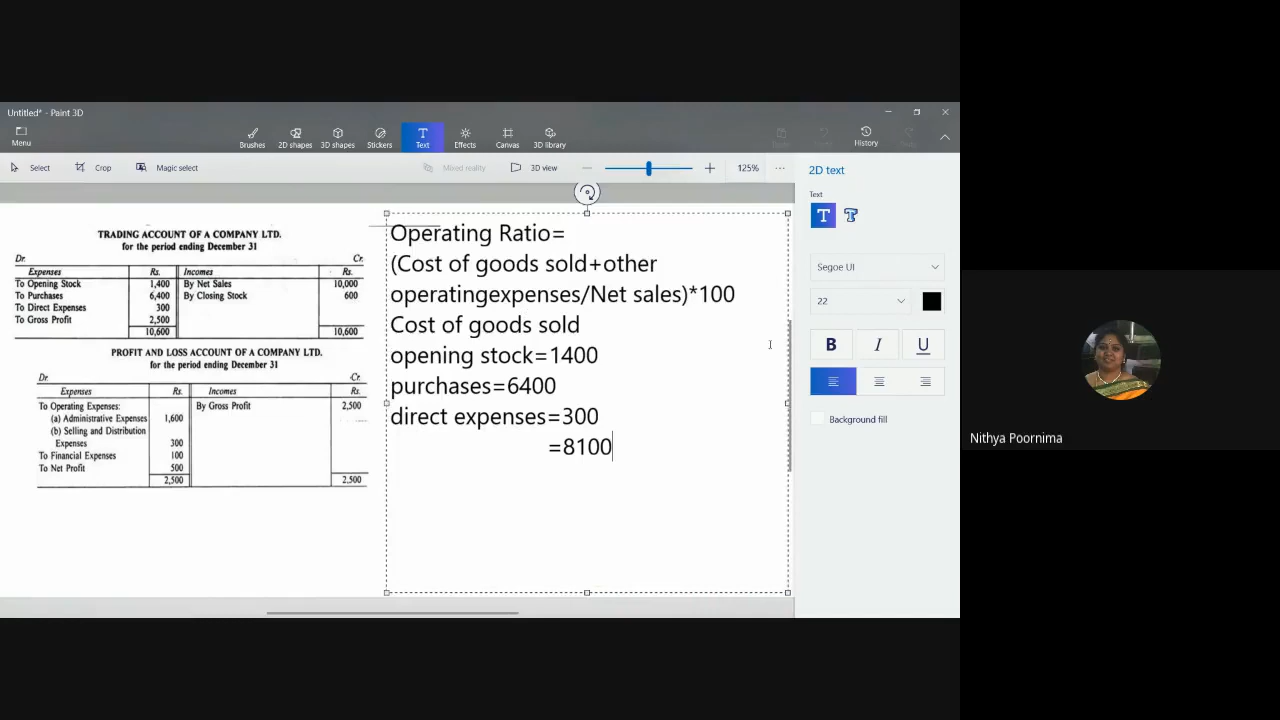 Untitled* - Paint 3D
Menu
Brushes
2D shapes
3D shapes
Stickers
Text
Effects
Canvas
3D library
History
Select
Crop
Magic select
Mixed reality
3D view
125%
2D text
Text
Segoe UI
22
B I U
Background fill
TRADING ACCOUNT OF A COMPANY LTD.
for the period ending December 31
Dr. Cr.
Expenses Rs. Incomes Rs.
To Opening Stock 1,400 By Net Sales 10,000
To Purchases 6,400 By Closing Stock 600
To Direct Expenses 300
To Gross Profit 2,500
10,600 10,600
PROFIT AND LOSS ACCOUNT OF A COMPANY LTD.
for the period ending December 31
Dr. Cr.
Expenses Rs. Incomes Rs.
To Operating Expenses: By Gross Profit 2,500
(a) Administrative Expenses 1,600
(b) Selling and Distribution
Expenses 300
To Financial Expenses 100
To Net Profit 500
2,500 2,500
Operating Ratio=
(Cost of goods sold+other
operatingexpenses/Net sales)*100
Cost of goods sold
opening stock=1400
purchases=6400
direct expenses=300
=8100
Nithya Poornima